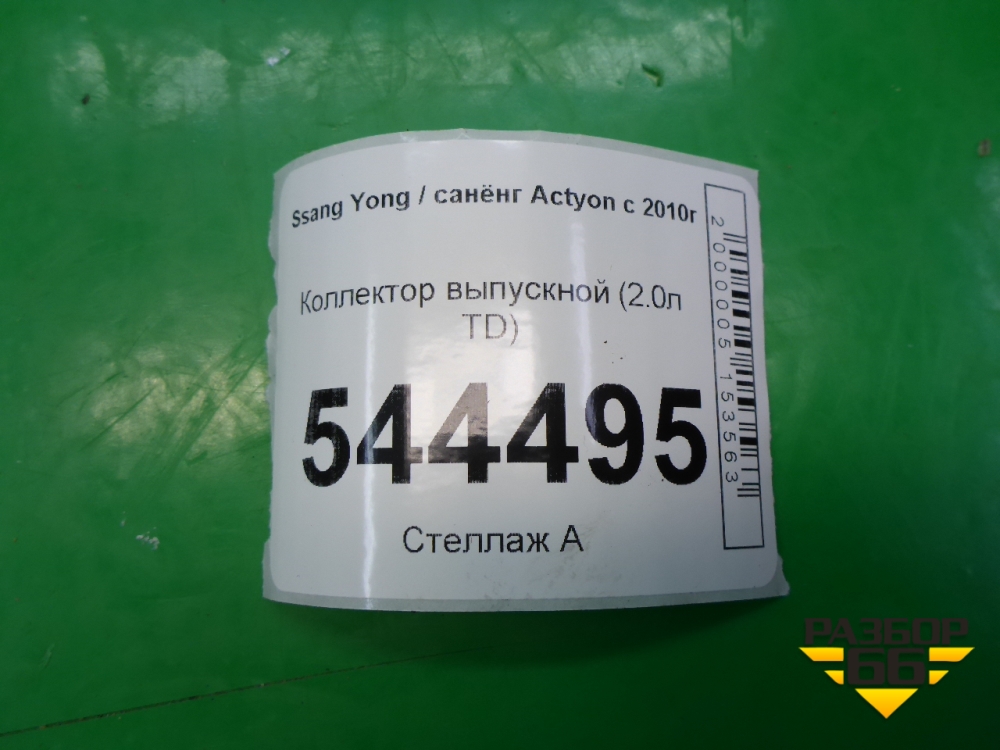 Ssang Yong / санёнг Actyon с 2010г
Коллектор выпускной (2.0л
TD)
544495
Стеллаж А
2000005153563
РАЗБОР
66